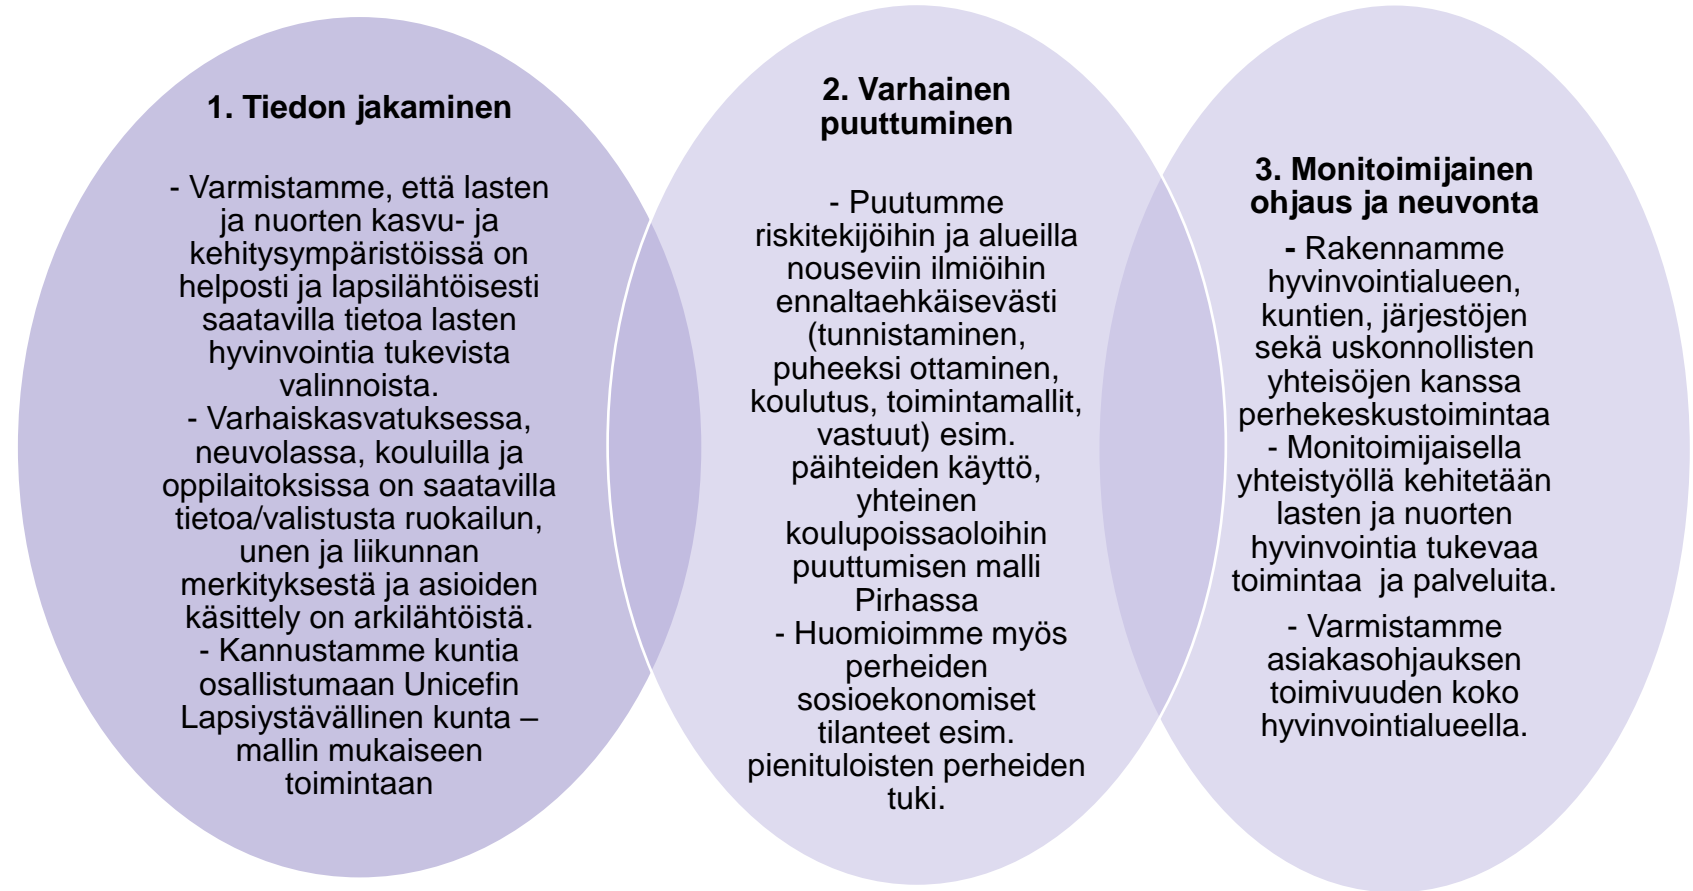 1. Tiedon jakaminen
- Varmistamme, että lasten
ja nuorten kasvu- ja
kehitysympäristöissä on
helposti ja lapsilähtöisesti
saatavilla tietoa lasten
hyvinvointia tukevista
valinnoista.
- Varhaiskasvatuksessa,
neuvolassa, kouluilla ja
oppilaitoksissa on saatavilla
tietoa/valistusta ruokailun,
unen ja liikunnan
merkityksestä ja asioiden
käsittely on arkilähtöistä.
- Kannustamme kuntia
osallistumaan Unicefin
Lapsiystävällinen kunta –
mallin mukaiseen
toimintaan
2. Varhainen
puuttuminen
- Puutumme
riskitekijöihin ja alueilla
nouseviin ilmiöihin
ennaltaehkäisevästi
(tunnistaminen,
puheeksi ottaminen,
koulutus, toimintamallit,
vastuut) esim.
päihteiden käyttö,
yhteinen
koulupoissaoloihin
puuttumisen malli
Pirhassa
- Huomioimme myös
perheiden
sosioekonomiset
tilanteet esim.
pienituloisten perheiden
tuki.
3. Monitoimijainen
ohjaus ja neuvonta
- Rakennamme
hyvinvointialueen,
kuntien, järjestöjen
sekä uskonnollisten
yhteisöjen kanssa
perhekeskustoimintaa
- Monitoimijaisella
yhteistyöllä kehitetään
lasten ja nuorten
hyvinvointia tukevaa
toimintaa  ja palveluita.
- Varmistamme
asiakasohjauksen
toimivuuden koko
hyvinvointialueella.